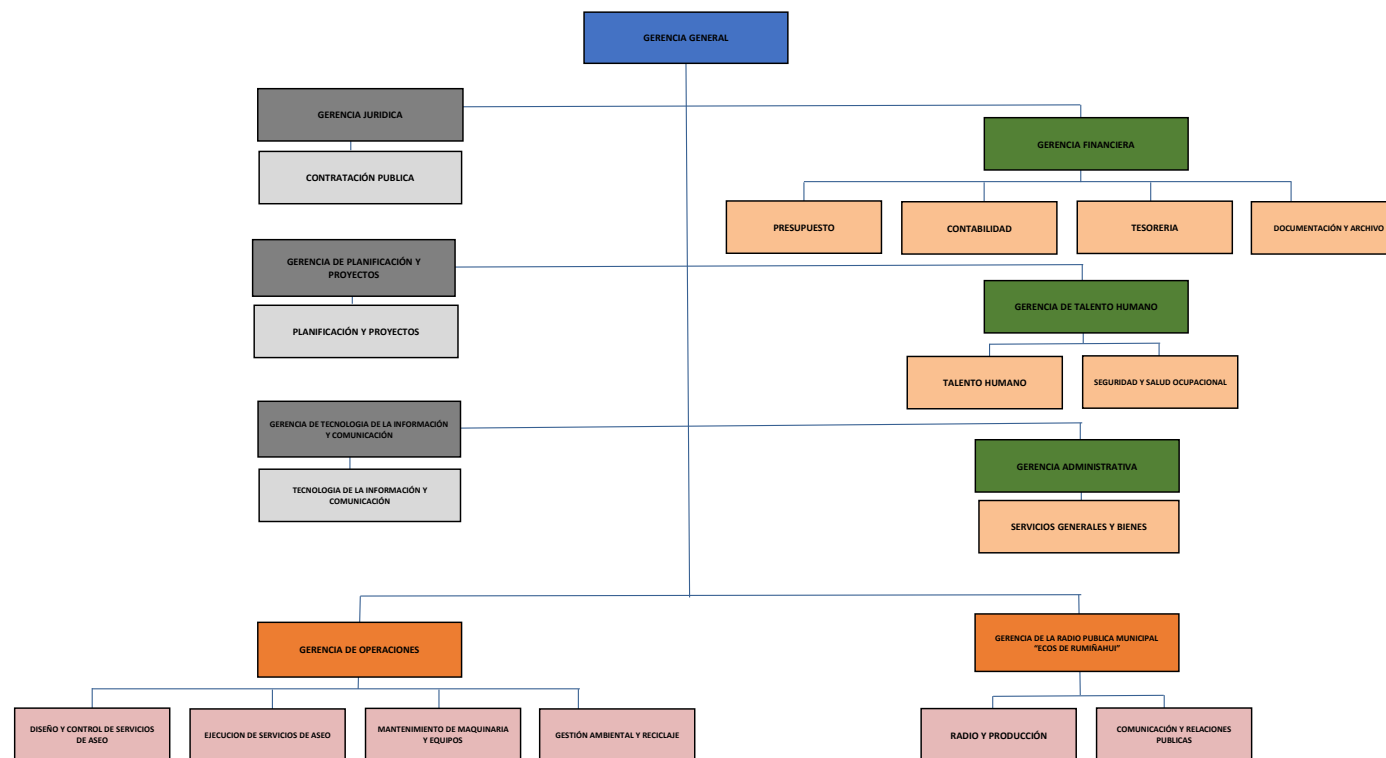 GERENCIA GENERAL
GERENCIA JURIDICA
CONTRATACIÓN PUBLICA
GERENCIA FINANCIERA
PRESUPUESTO
CONTABILIDAD
TESORERIA
DOCUMENTACIÓN Y ARCHIVO
GERENCIA DE PLANIFICACIÓN Y
PROYECTOS
PLANIFICACIÓN Y PROYECTOS
GERENCIA DE TALENTO HUMANO
TALENTO HUMANO
SEGURIDAD Y SALUD OCUPACIONAL
GERENCIA DE TECNOLOGIA DE LA INFORMACIÓN
Y COMUNICACIÓN
TECNOLOGIA DE LA INFORMACIÓN Y
COMUNICACIÓN
GERENCIA ADMINISTRATIVA
SERVICIOS GENERALES Y BIENES
GERENCIA DE OPERACIONES
DISEÑO Y CONTROL DE SERVICIOS
DE ASEO
EJECUCION DE SERVICIOS DE ASEO
MANTENIMIENTO DE MAQUINARIA
Y EQUIPOS
GESTIÓN AMBIENTAL Y RECICLAJE
GERENCIA DE LA RADIO PUBLICA MUNICIPAL
"ECOS DE RUMIÑAHUI"
RADIO Y PRODUCCIÓN
COMUNICACIÓN Y RELACIONES
PUBLICAS